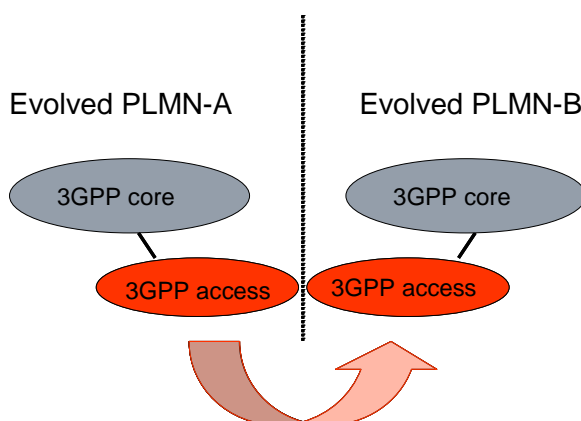 Evolved PLMN-A
Evolved PLMN-B
3GPP core
3GPP core
3GPP access
3GPP access